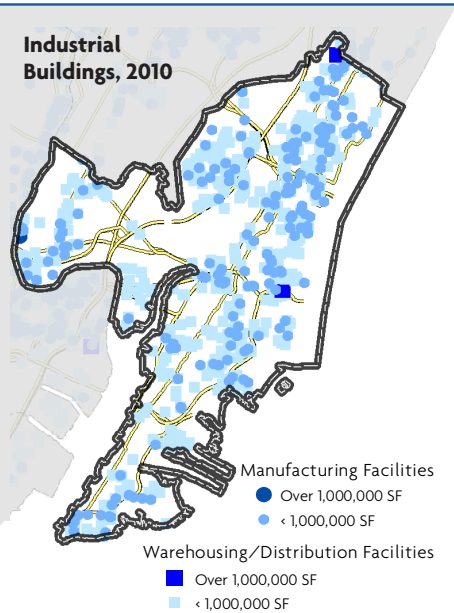 Industrial
Buildings, 2010
Manufacturing Facilities
Over 1,000,000 SF
< 1,000,000 SF
Warehousing/Distribution Facilities
Over 1,000,000 SF
< 1,000,000 SF